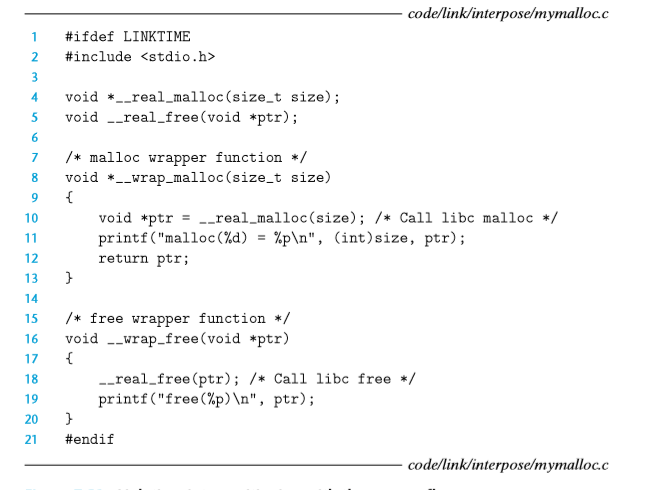 code/link/interpose/mymalloc.c
1 #ifdef LINKTIME
2 #include <stdio.h>
3
4 void *__real_malloc(size_t size);
5 void __real_free(void *ptr);
6
7 /* malloc wrapper function */
8 void *__wrap_malloc(size_t size)
9 {
10 void *ptr = __real_malloc(size); /* Call libc malloc */
11 printf("malloc(%d) = %p\n", (int)size, ptr);
12 return ptr;
13 }
14
15 /* free wrapper function */
16 void __wrap_free(void *ptr)
17 {
18 __real_free(ptr); /* Call libc free */
19 printf("free(%p)\n", ptr);
20 }
21 #endif
code/link/interpose/mymalloc.c